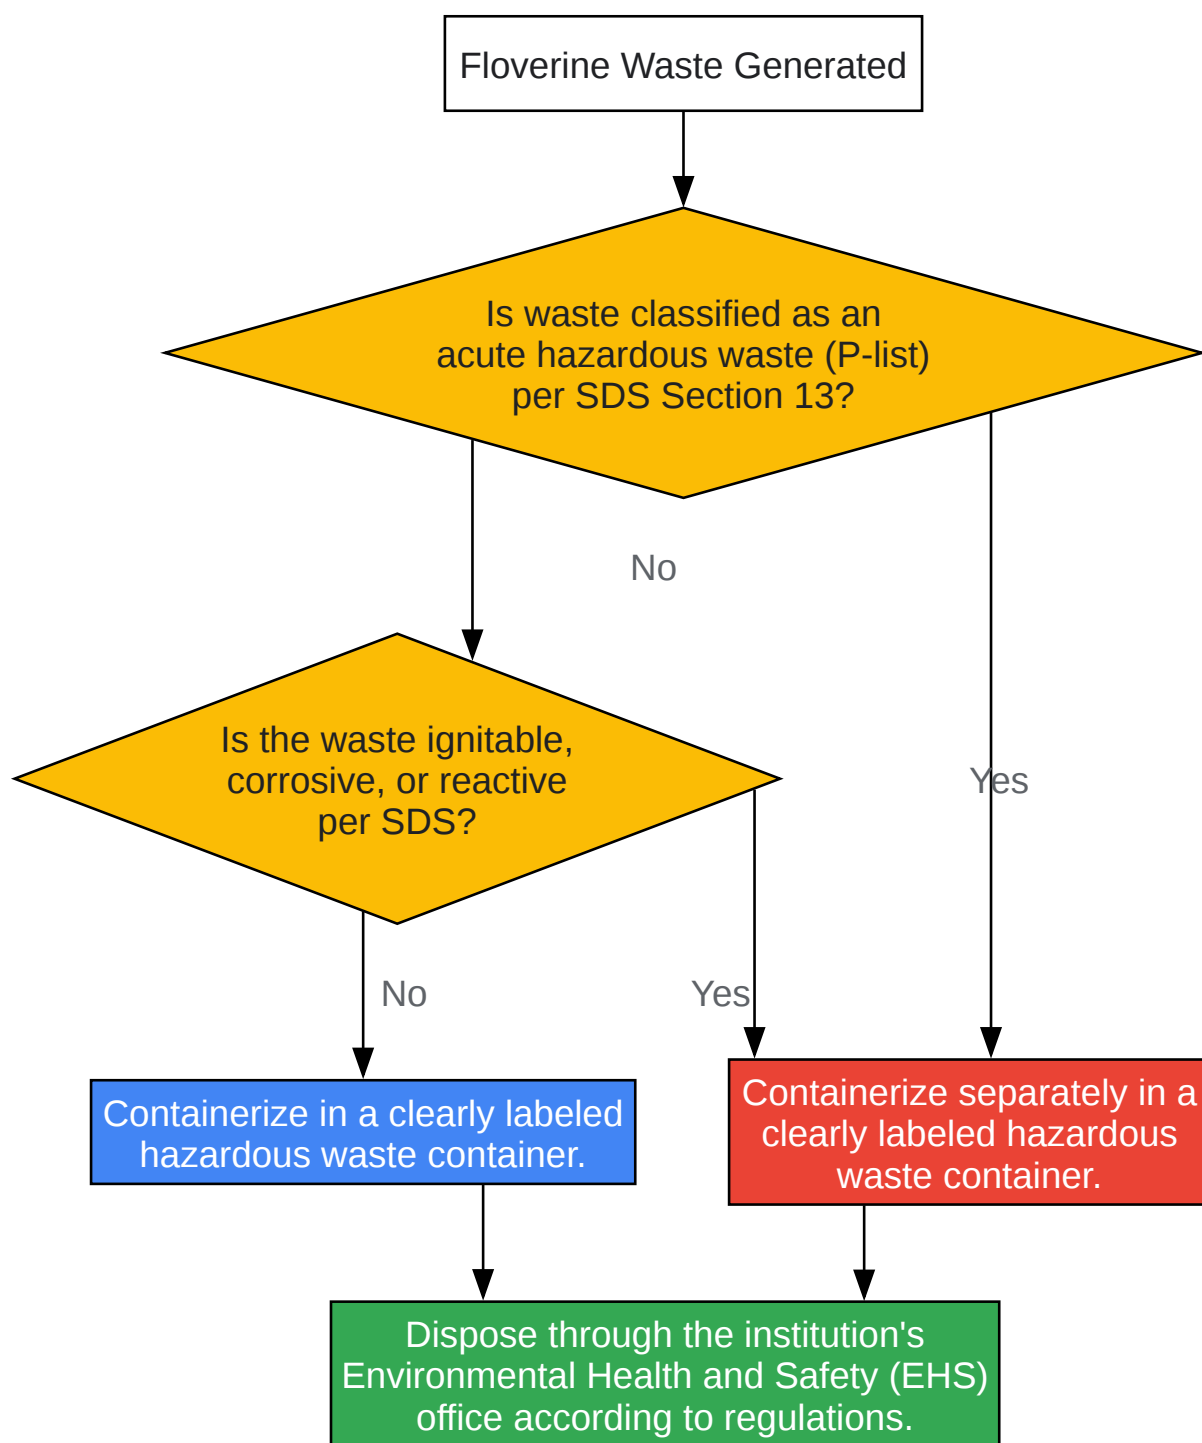 Floverine Waste Generated
Is waste classified as an
acute hazardous waste (P-list)
per SDS Section 13?
No
Is the waste ignitable,
corrosive, or reactive
per SDS?
Yes
No
Yes
Containerize in a clearly labeled
hazardous waste container.
Containerize separately in a
clearly labeled hazardous
waste container.
Dispose through the institution's
Environmental Health and Safety (EHS)
office according to regulations.